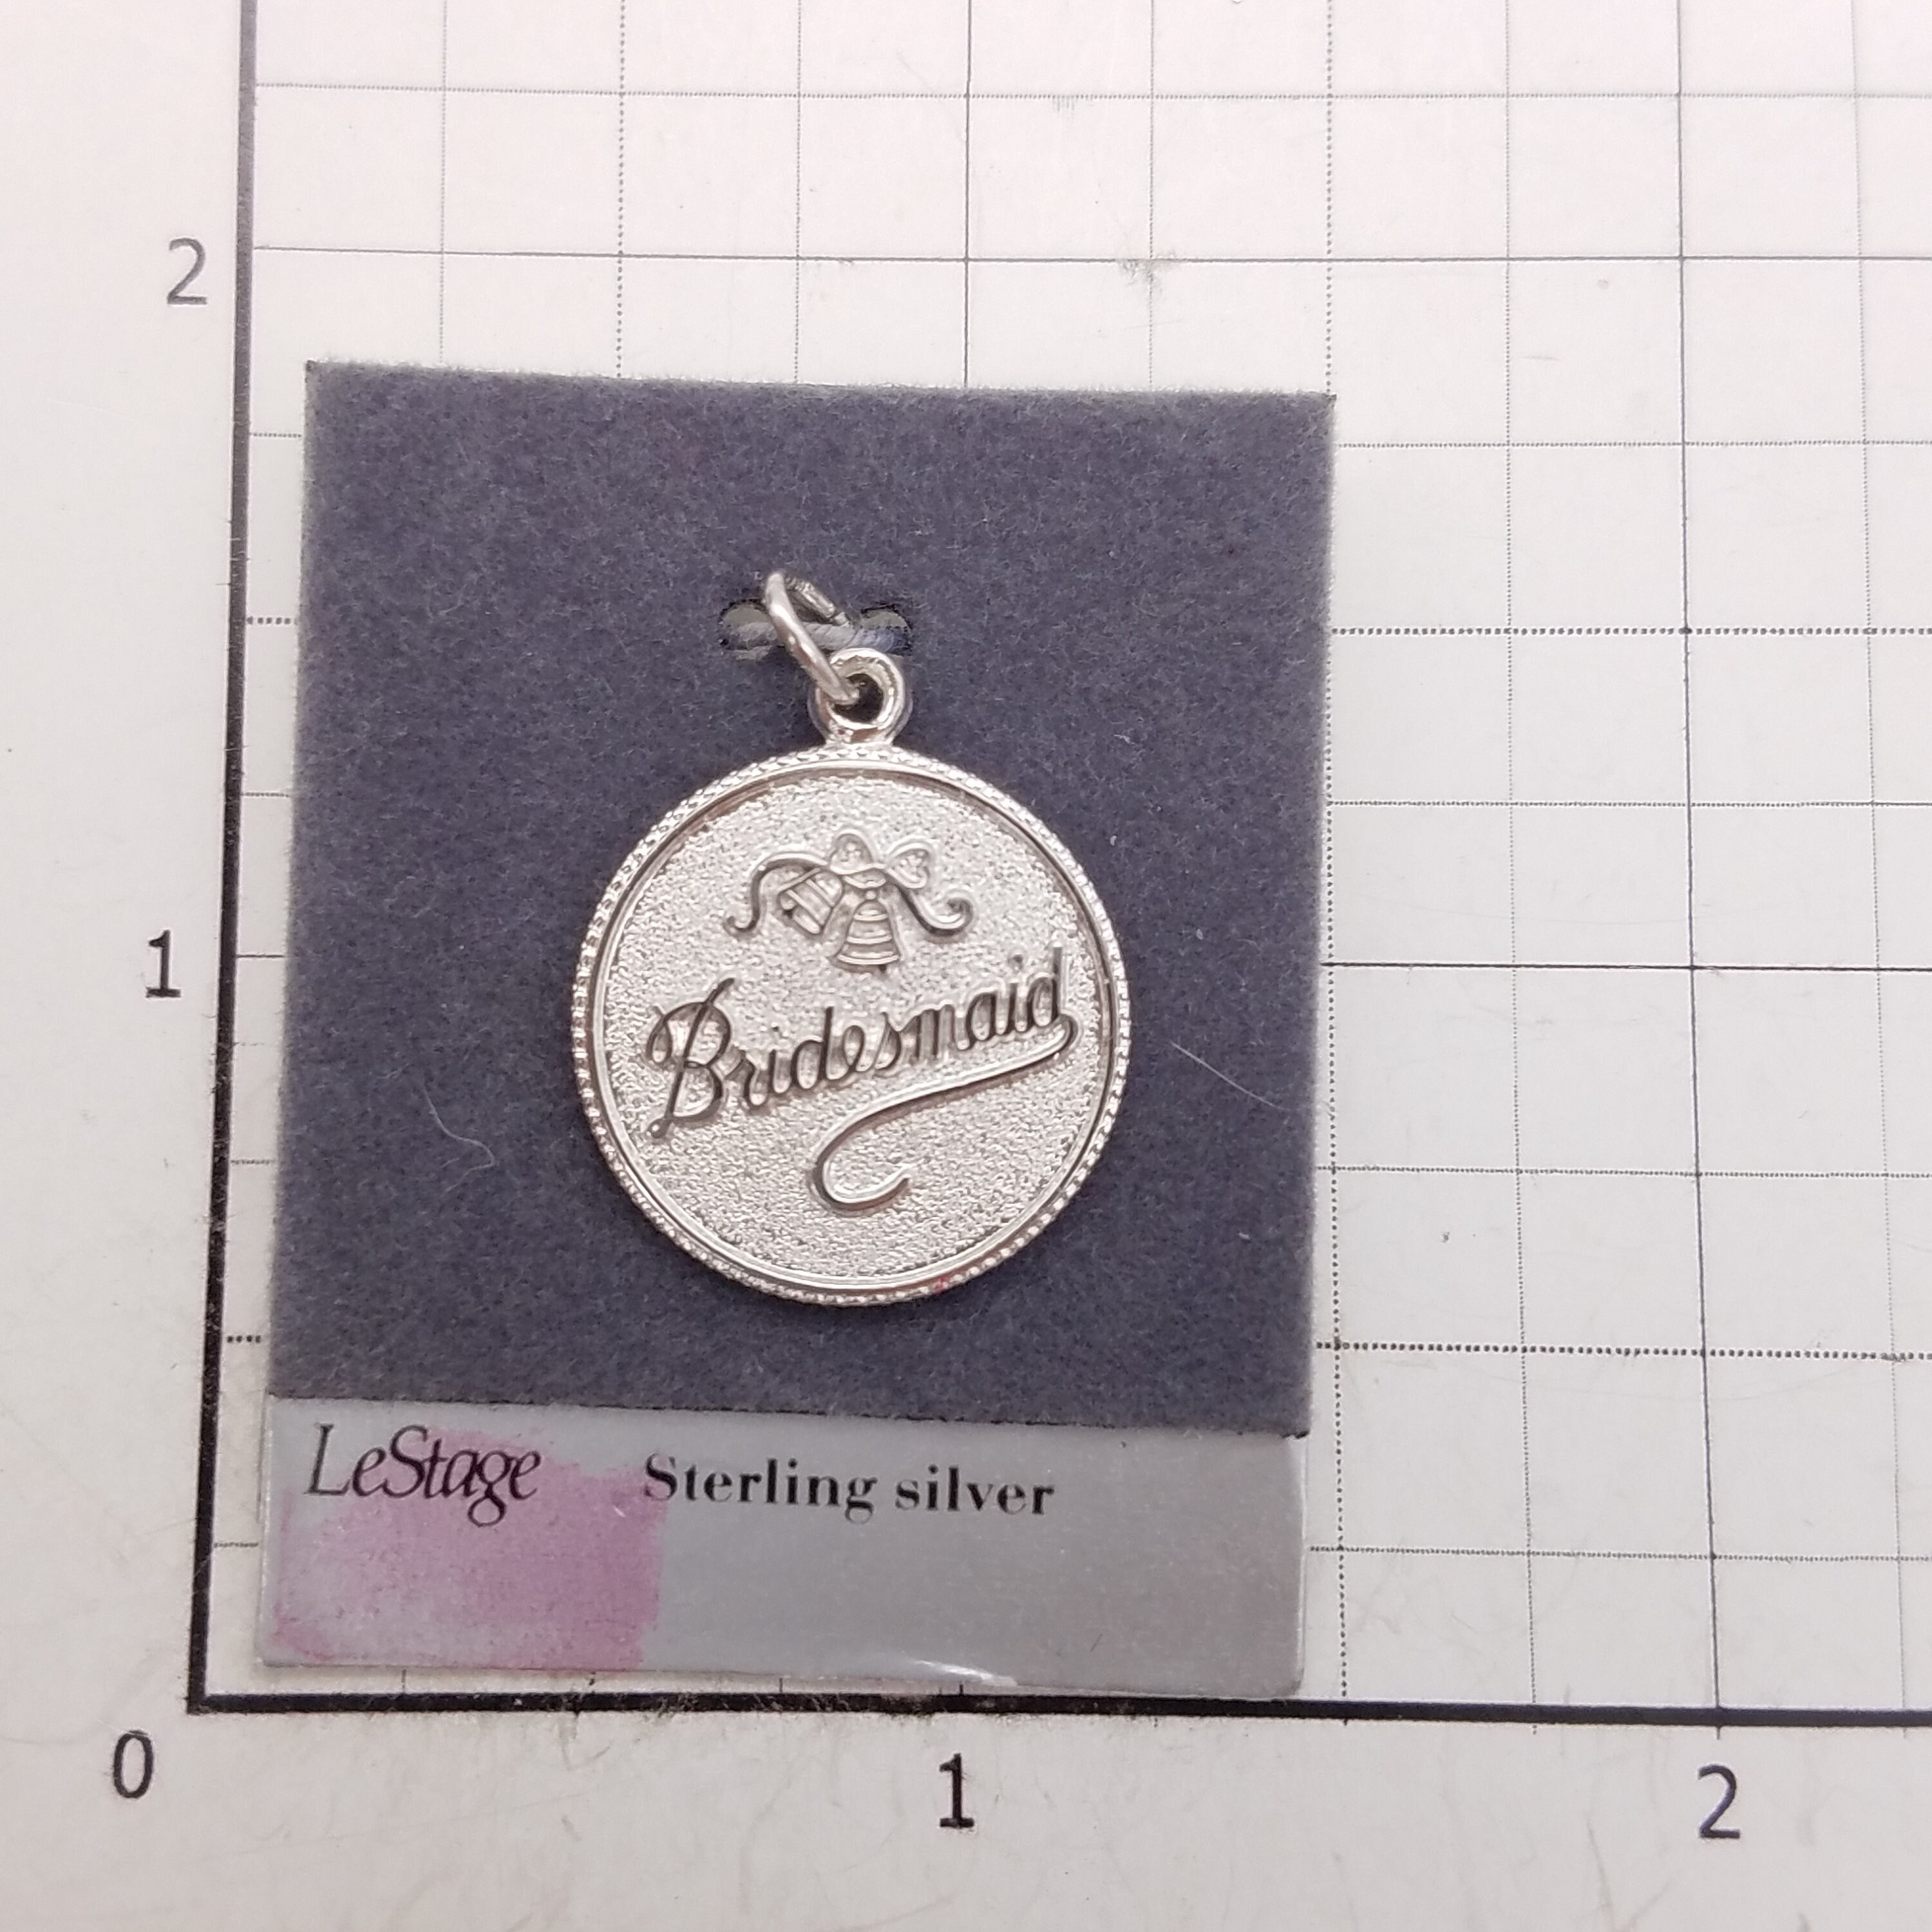 2
1
Bridesmaid
LeStage Sterling silver
0 1 2